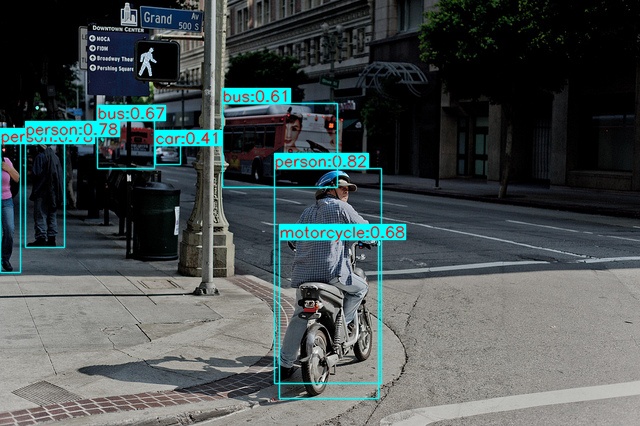 Grand Av
500 S
DOWNTOWN CENTER
MOCA
FIDM
Broadway Thea
Pershing Square
bus:0.61
bus:0.67
person:0.78
car:0.41
person:0.82
motorcycle:0.68